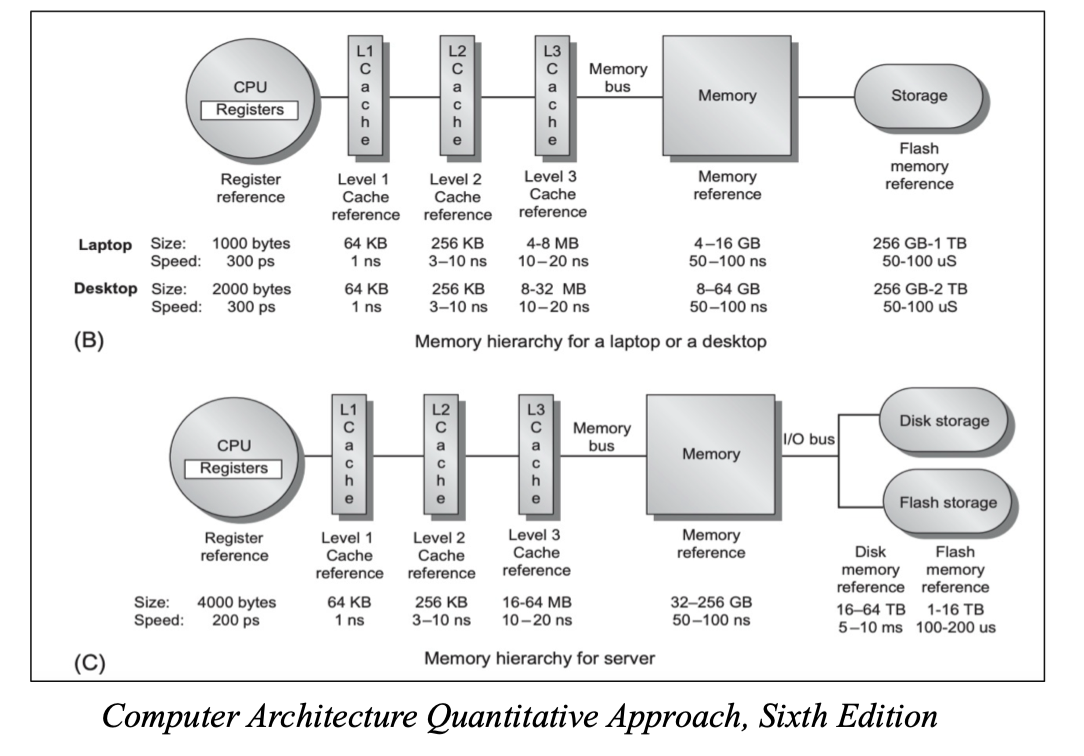 CPU
Registers
L1
C
a
c
h
e
L2
C
a
c
h
e
L3
C
a
c
h
e
Memory
bus
Memory
Storage
Register
reference
Level 1
Cache
reference
Level 2
Cache
reference
Level 3
Cache
reference
Memory
reference
Flash
memory
reference
Laptop Size: 1000 bytes 64 KB 256 KB 4-8 MB 4–16 GB 256 GB-1 TB
Speed: 300 ps 1 ns 3–10 ns 10–20 ns 50–100 ns 50-100 uS
Desktop Size: 2000 bytes 64 KB 256 KB 8-32 MB 8–64 GB 256 GB-2 TB
Speed: 300 ps 1 ns 3–10 ns 10–20 ns 50–100 ns 50-100 uS
(B) Memory hierarchy for a laptop or a desktop
CPU
Registers
L1
C
a
c
h
e
L2
C
a
c
h
e
L3
C
a
c
h
e
Memory
bus
Memory
I/O bus
Disk storage
Flash storage
Register
reference
Level 1
Cache
reference
Level 2
Cache
reference
Level 3
Cache
reference
Memory
reference
Disk
memory
reference
Flash
memory
reference
Size: 4000 bytes 64 KB 256 KB 16-64 MB 32–256 GB 16–64 TB 1-16 TB
Speed: 200 ps 1 ns 3–10 ns 10–20 ns 50–100 ns 5–10 ms 100-200 us
(C) Memory hierarchy for server
Computer Architecture Quantitative Approach, Sixth Edition